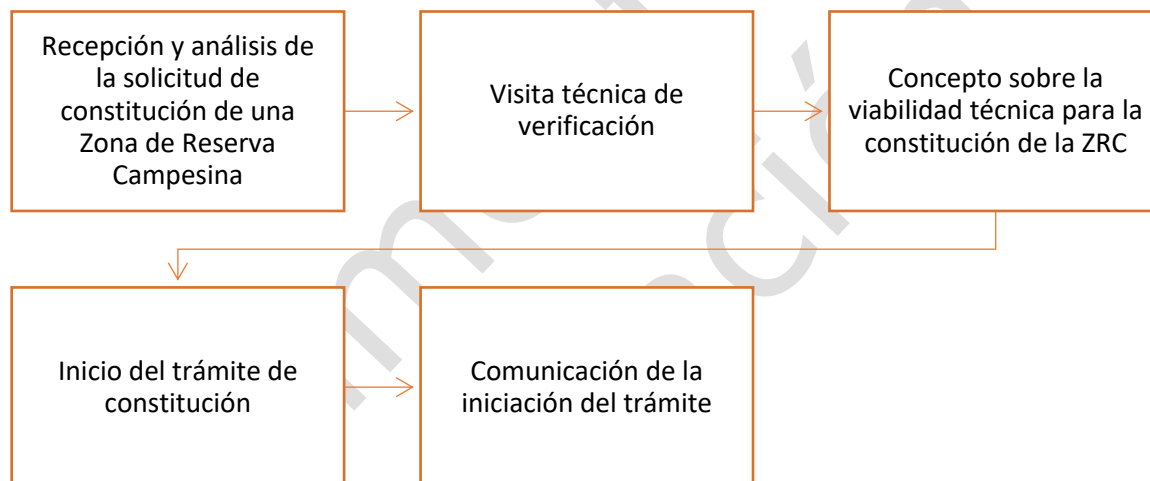 Recepción y análisis de
la solicitud de
constitución de una
Zona de Reserva
Campesina
Visita técnica de
verificación
Concepto sobre la
viabilidad técnica para la
constitución de la ZRC
Inicio del trámite de
constitución
Comunicación de la
iniciación del trámite